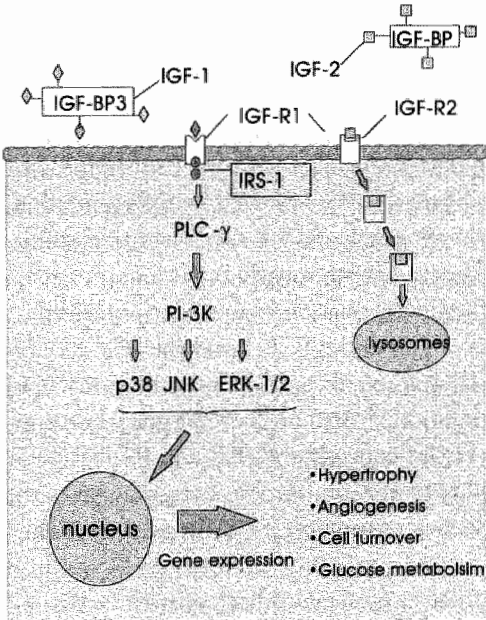 IGF-BP
IGF-2
IGF-1
IGF-BP3
IGF-R1
IGF-R2
IRS-1
PLC-γ
PI-3K
lysosomes
p38 JNK ERK-1/2
•Hypertrophy
•Angiogenesis
nucleus
•Cell turnover
Gene expression
•Glucose metabolsim